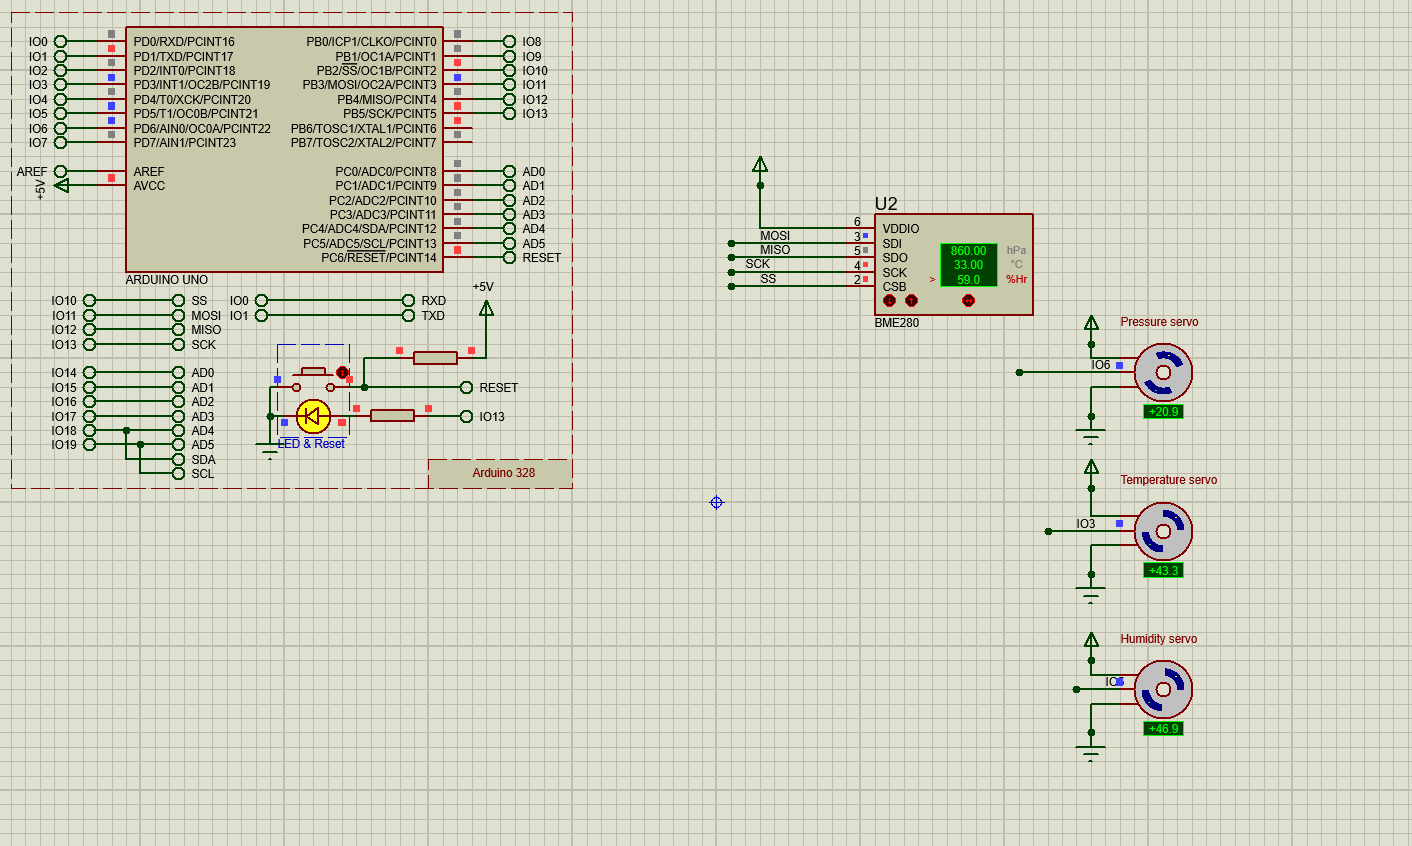 IO0 PD0/RXD/PCINT16 PB0/ICP1/CLKO/PCINT0 IO8
IO1 PD1/TXD/PCINT17 PB1/OC1A/PCINT1 IO9
IO2 PD2/INT0/PCINT18 PB2/SS/OC1B/PCINT2 IO10
IO3 PD3/INT1/OC2B/PCINT19 PB3/MOSI/OC2A/PCINT3 IO11
IO4 PD4/T0/XCK/PCINT20 PB4/MISO/PCINT4 IO12
IO5 PD5/T1/OC0B/PCINT21 PB5/SCK/PCINT5 IO13
IO6 PD6/AIN0/OC0A/PCINT22 PB6/TOSC1/XTAL1/PCINT6
IO7 PD7/AIN1/PCINT23 PB7/TOSC2/XTAL2/PCINT7
AREF AREF PC0/ADC0/PCINT8 AD0
+5V AVCC PC1/ADC1/PCINT9 AD1
PC2/ADC2/PCINT10 AD2
PC3/ADC3/PCINT11 AD3
PC4/ADC4/SDA/PCINT12 AD4
PC5/ADC5/SCL/PCINT13 AD5
PC6/RESET/PCINT14 RESET
ARDUINO UNO
IO10 SS IO0 RXD
IO11 MOSI IO1 TXD
IO12 MISO
IO13 SCK
+5V
IO14 AD0
IO15 AD1
IO16 AD2
IO17 AD3
IO18 AD4
IO19 AD5
SDA
SCL
RESET
IO13
LED & Reset
Arduino 328
U2
6 VDDIO
MOSI 3 SDI
MISO 5 SDO
SCK 4 SCK
SS 2 CSB
860.00 hPa
33.00 °C
> 59.0 %Hr
BME280
Pressure servo
IO6
+20.9
Temperature servo
IO3
+43.3
Humidity servo
+46.9